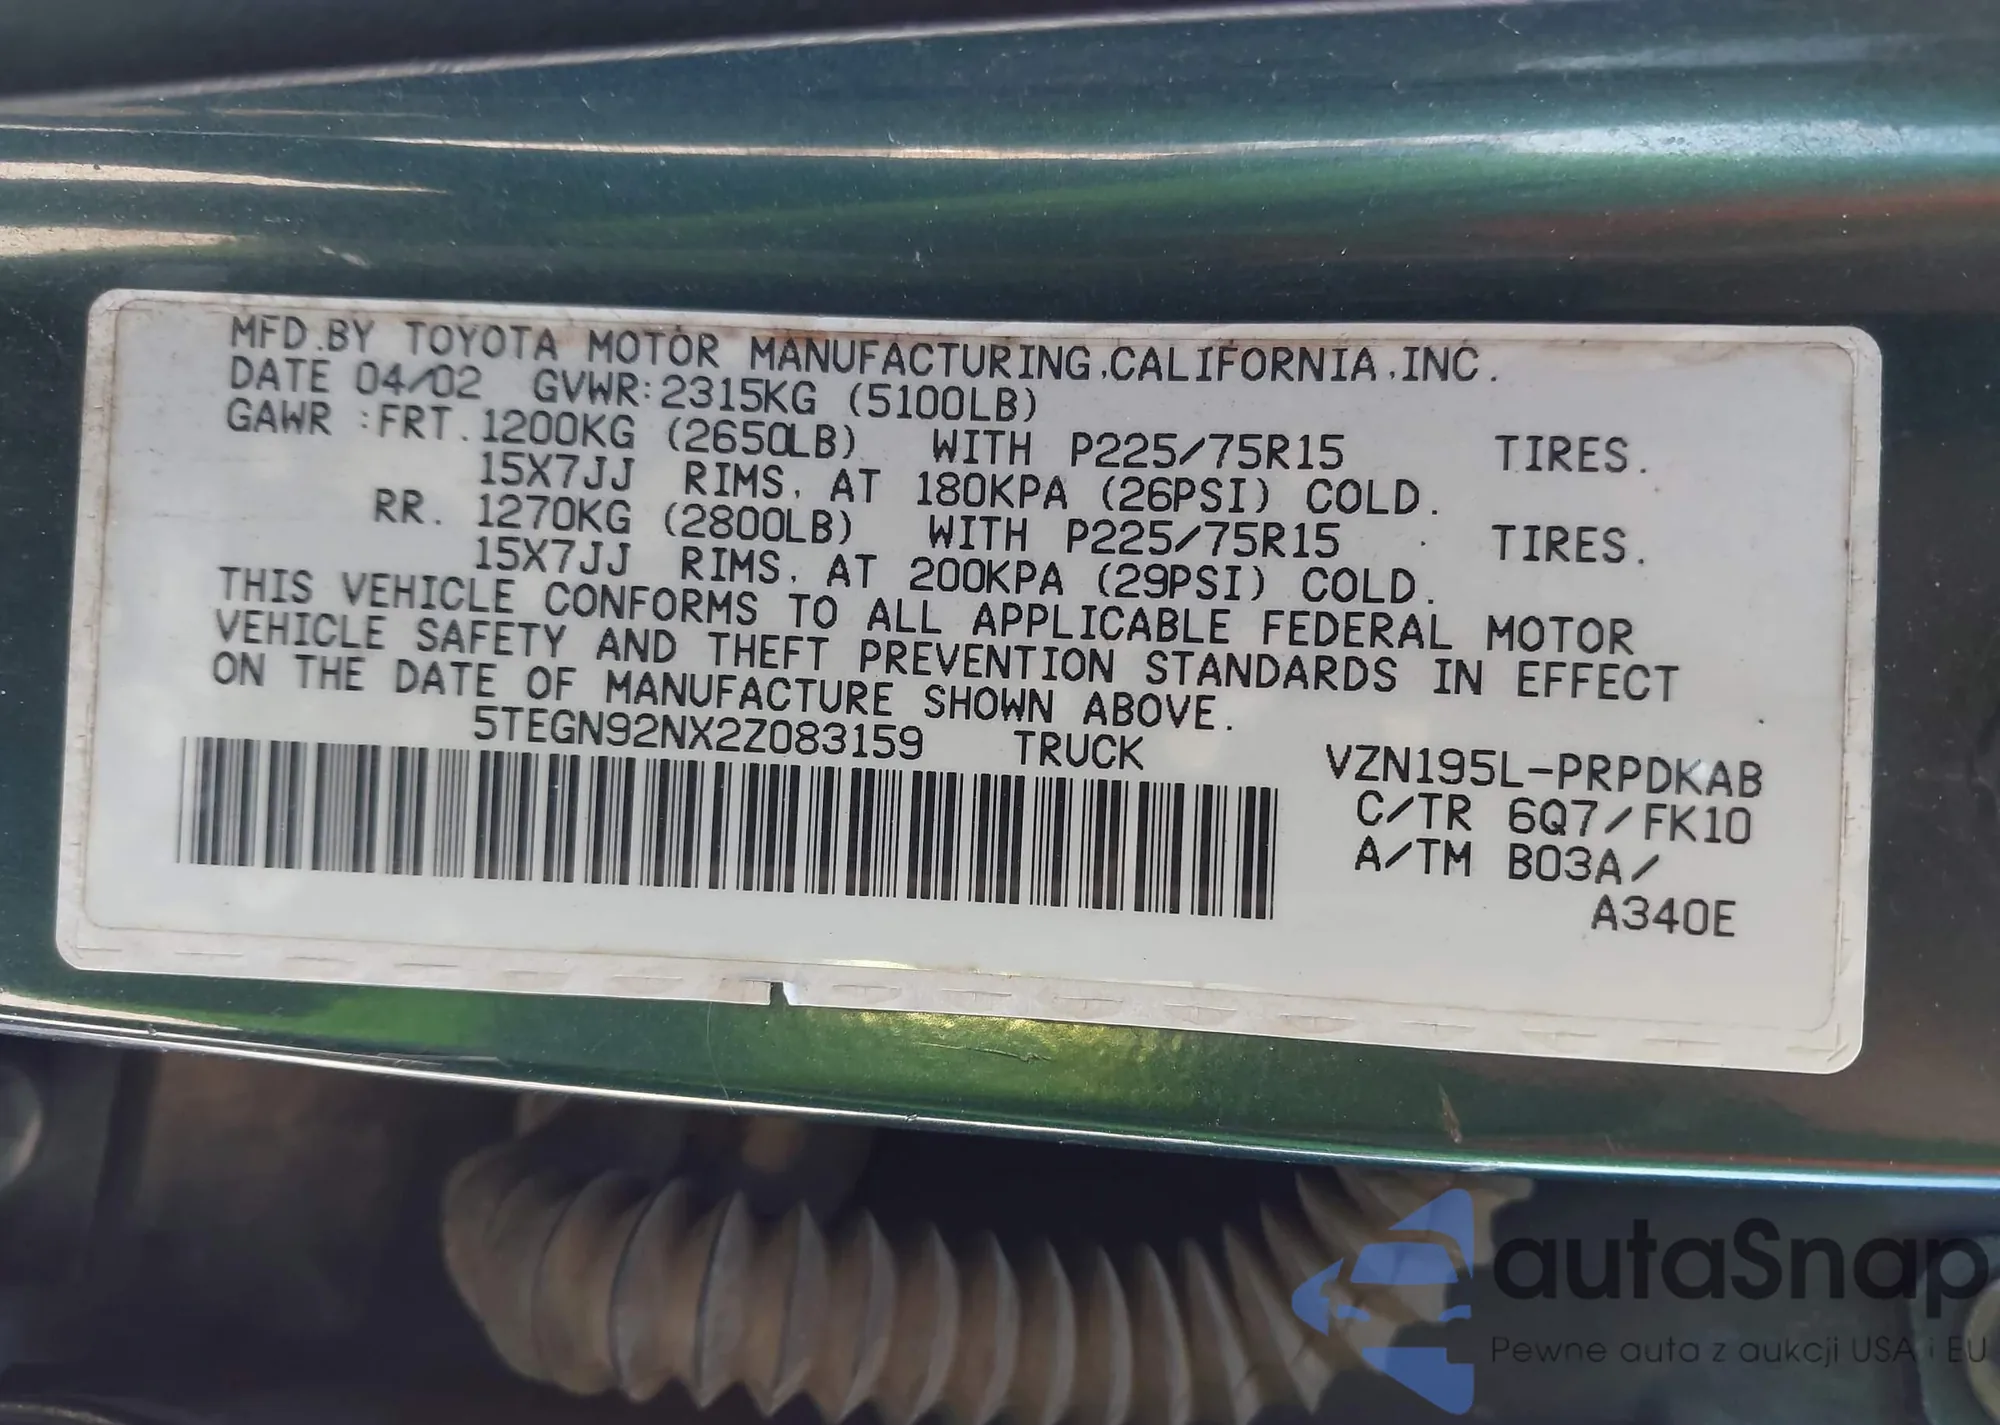 MFD.BY TOYOTA MOTOR MANUFACTURING,CALIFORNIA,INC.
DATE 04/02 GVWR:2315KG (5100LB)
GAWR :FRT.1200KG (2650LB) WITH P225/75R15 TIRES.
15X7JJ RIMS, AT 180KPA (26PSI) COLD.
RR. 1270KG (2800LB) WITH P225/75R15 TIRES.
15X7JJ RIMS, AT 200KPA (29PSI) COLD.
THIS VEHICLE CONFORMS TO ALL APPLICABLE FEDERAL MOTOR
VEHICLE SAFETY AND THEFT PREVENTION STANDARDS IN EFFECT
ON THE DATE OF MANUFACTURE SHOWN ABOVE.
5TEGN92NX2Z083159 TRUCK VZN195L-PRPDKAB
C/TR 6Q7/FK10
A/TM B03A/
A340E
autaSnap
Pewne auta z aukcji USA i EU